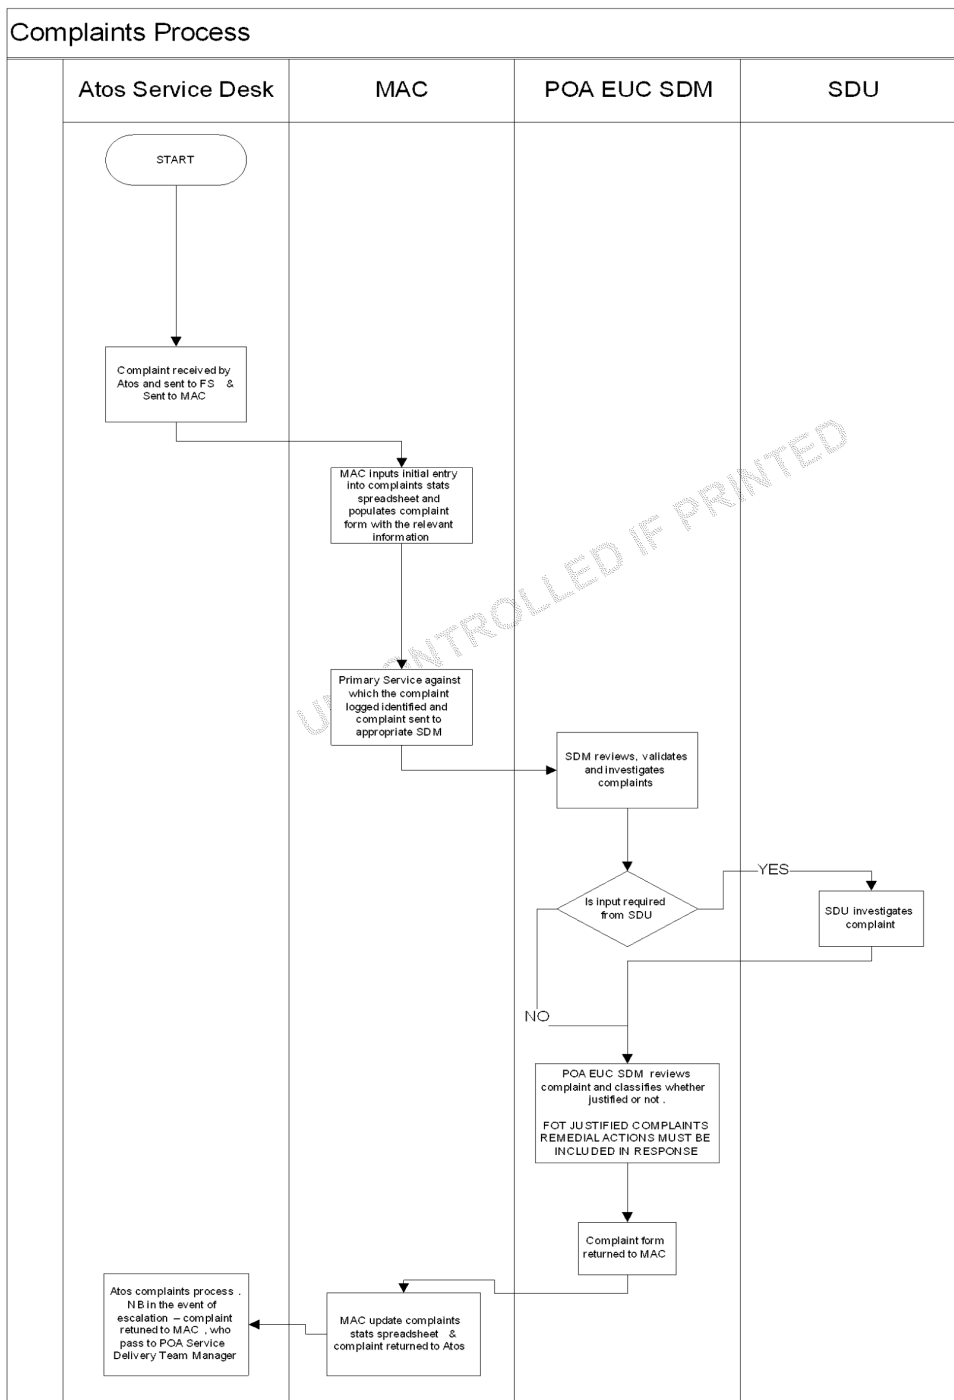 Complaints Process
Atos Service Desk
MAC
POA EUC SDM
SDU
START
Complaint received by
Atos and sent to FS &
Sent to MAC
MAC inputs initial entry
into complaints stats
spreadsheet and
populates complaint
form with the relevant
information
UNCONTROLLED IF PRINTED
Primary Service against
which the complaint
logged identified and
complaint sent to
appropriate SDM
SDM reviews, validates
and investigates
complaints
Is input required
from SDU
YES
SDU investigates
complaint
NO
POA EUC SDM reviews
complaint and classifies whether
justified or not .
FOT JUSTIFIED COMPLAINTS
REMEDIAL ACTIONS MUST BE
INCLUDED IN RESPONSE
Complaint form
returned to MAC
MAC update complaints
stats spreadsheet &
complaint returned to Atos
Atos complaints process .
NB in the event of
escalation – complaint
retuned to MAC , who
pass to POA Service
Delivery Team Manager